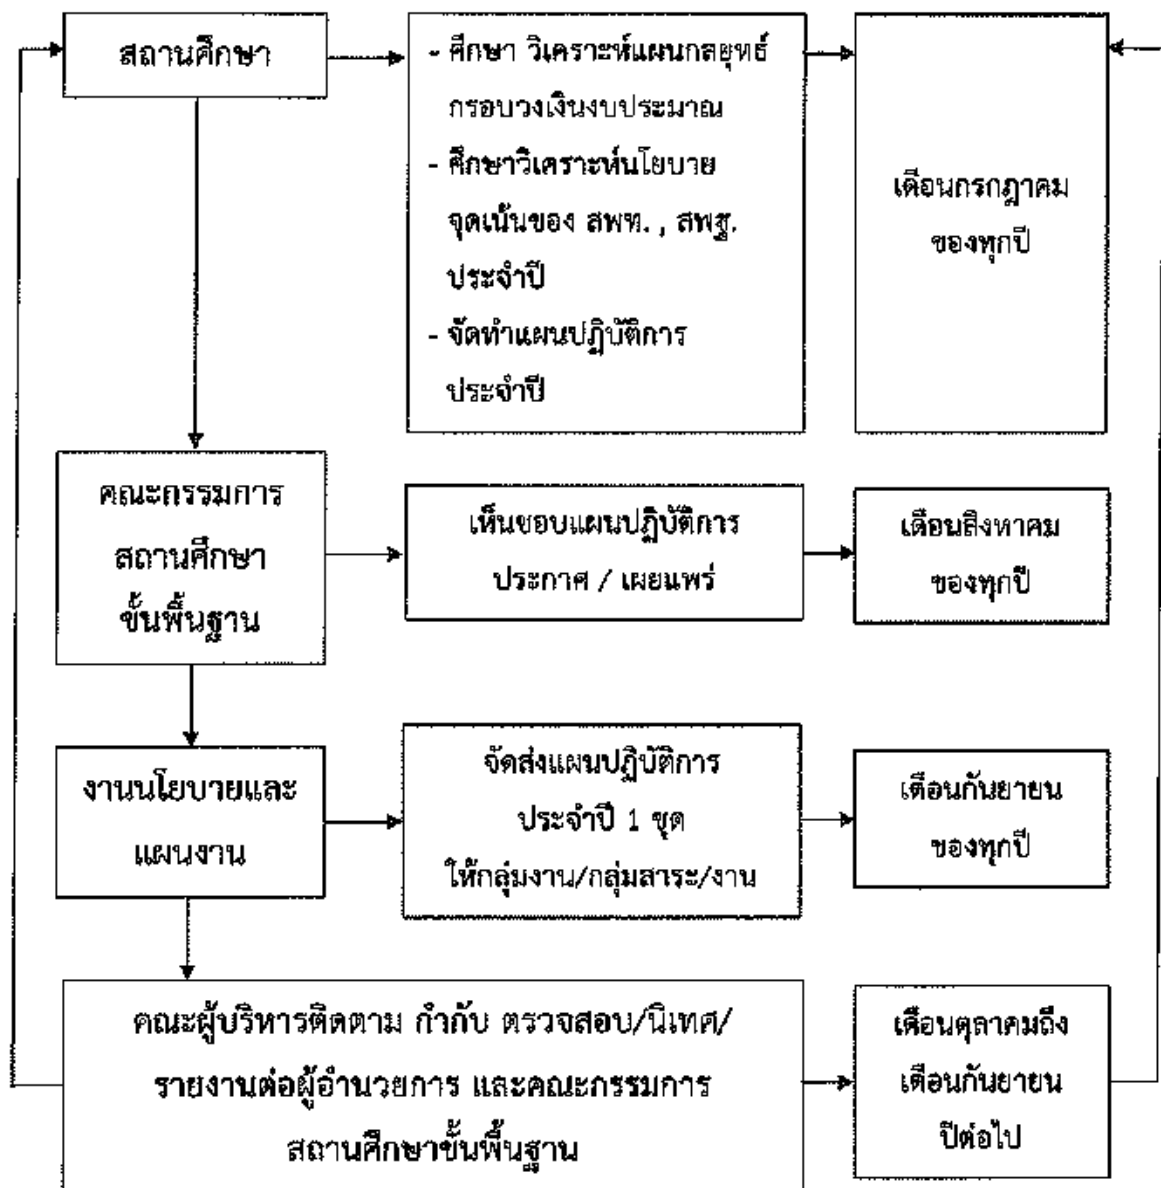 สถานศึกษา
- ศึกษา วิเคราะห์แผนกลยุทธ์
กรอบวงเงินงบประมาณ
- ศึกษาวิเคราะห์นโยบาย
จุดเน้นของ สพท. , สพฐ.
ประจำปี
- จัดทำแผนปฏิบัติการ
ประจำปี
เดือนกรกฎาคม
ของทุกปี
คณะกรรมการ
สถานศึกษา
ขั้นพื้นฐาน
เห็นชอบแผนปฏิบัติการ
ประกาศ / เผยแพร่
เดือนสิงหาคม
ของทุกปี
งานนโยบายและ
แผนงาน
จัดส่งแผนปฏิบัติการ
ประจำปี 1 ชุด
ให้กลุ่มงาน/กลุ่มสาระ/งาน
เดือนกันยายน
ของทุกปี
คณะผู้บริหารติดตาม กำกับ ตรวจสอบ/นิเทศ/
รายงานต่อผู้อำนวยการ และคณะกรรมการ
สถานศึกษาขั้นพื้นฐาน
เดือนตุลาคมถึง
เดือนกันยายน
ปีต่อไป